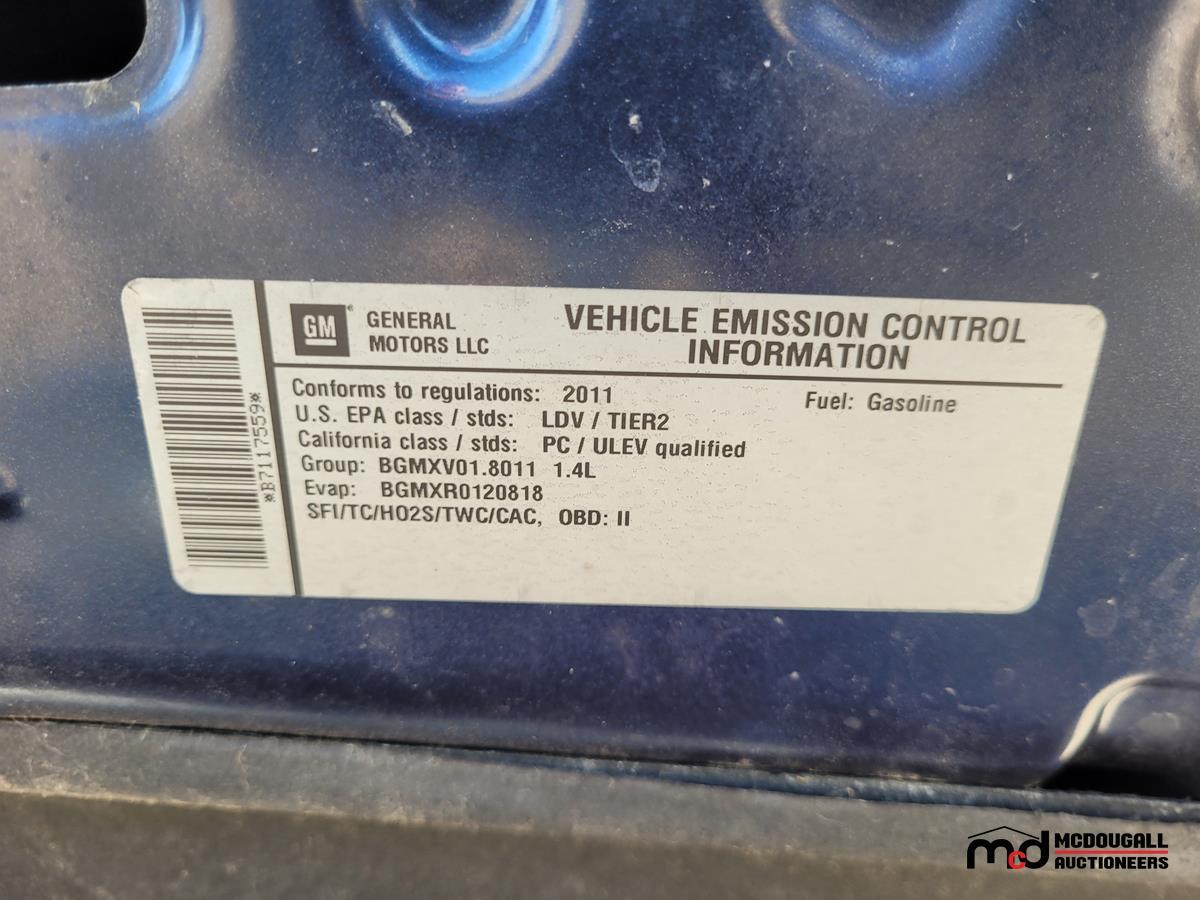 *B7117559*
GM
GENERAL
MOTORS LLC
VEHICLE EMISSION CONTROL
INFORMATION
Conforms to regulations: 2011
Fuel: Gasoline
U.S. EPA class / stds: LDV / TIER2
California class / stds: PC / ULEV qualified
Group: BGMXV01.8011 1.4L
Evap: BGMXR0120818
SFI/TC/HO2S/TWC/CAC, OBD: II
mcd MCDOUGALL
AUCTIONEERS